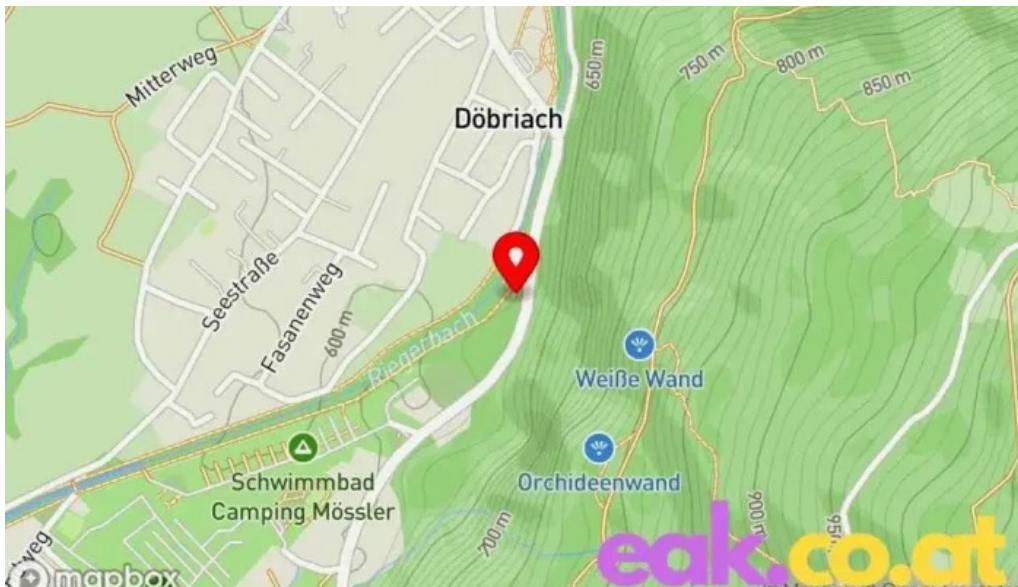 Mitterweg
Döbriach
650 m
750 m
800 m
850 m
Seestraße
Fasanenweg
600 m
Riegerbach
Weiße Wand
Orchideenwand
Schwimmbad
Camping Mössler
700 m
900 m
eak.co.at
mapbox